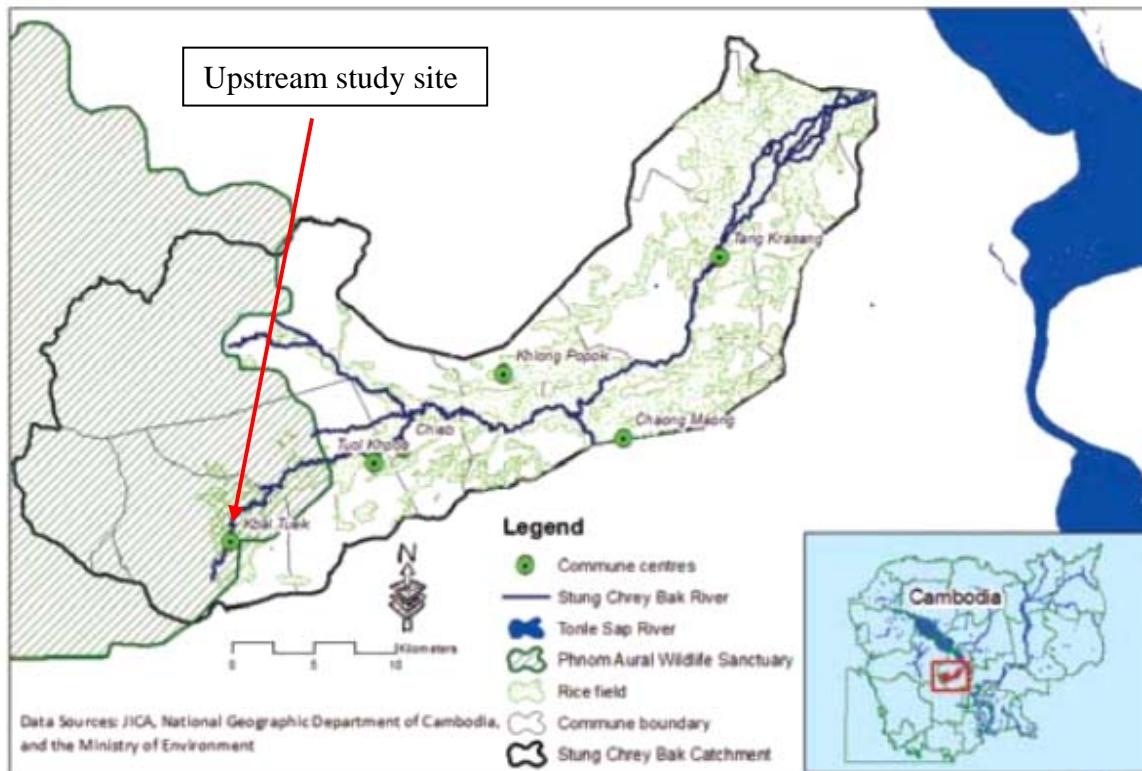 Upstream study site
Tang Krasang
Khlong Popok
Chaong Maong
Chieb
Tuol Khpos
Kbal Tuek
N
Kilometers
0 5 10
Legend
Commune centres
Stung Chrey Bak River
Tonle Sap River
Phnom Aural Wildlife Sanctuary
Rice field
Commune boundary
Stung Chrey Bak Catchment
Data Sources: JICA, National Geographic Department of Cambodia,
and the Ministry of Environment
Cambodia